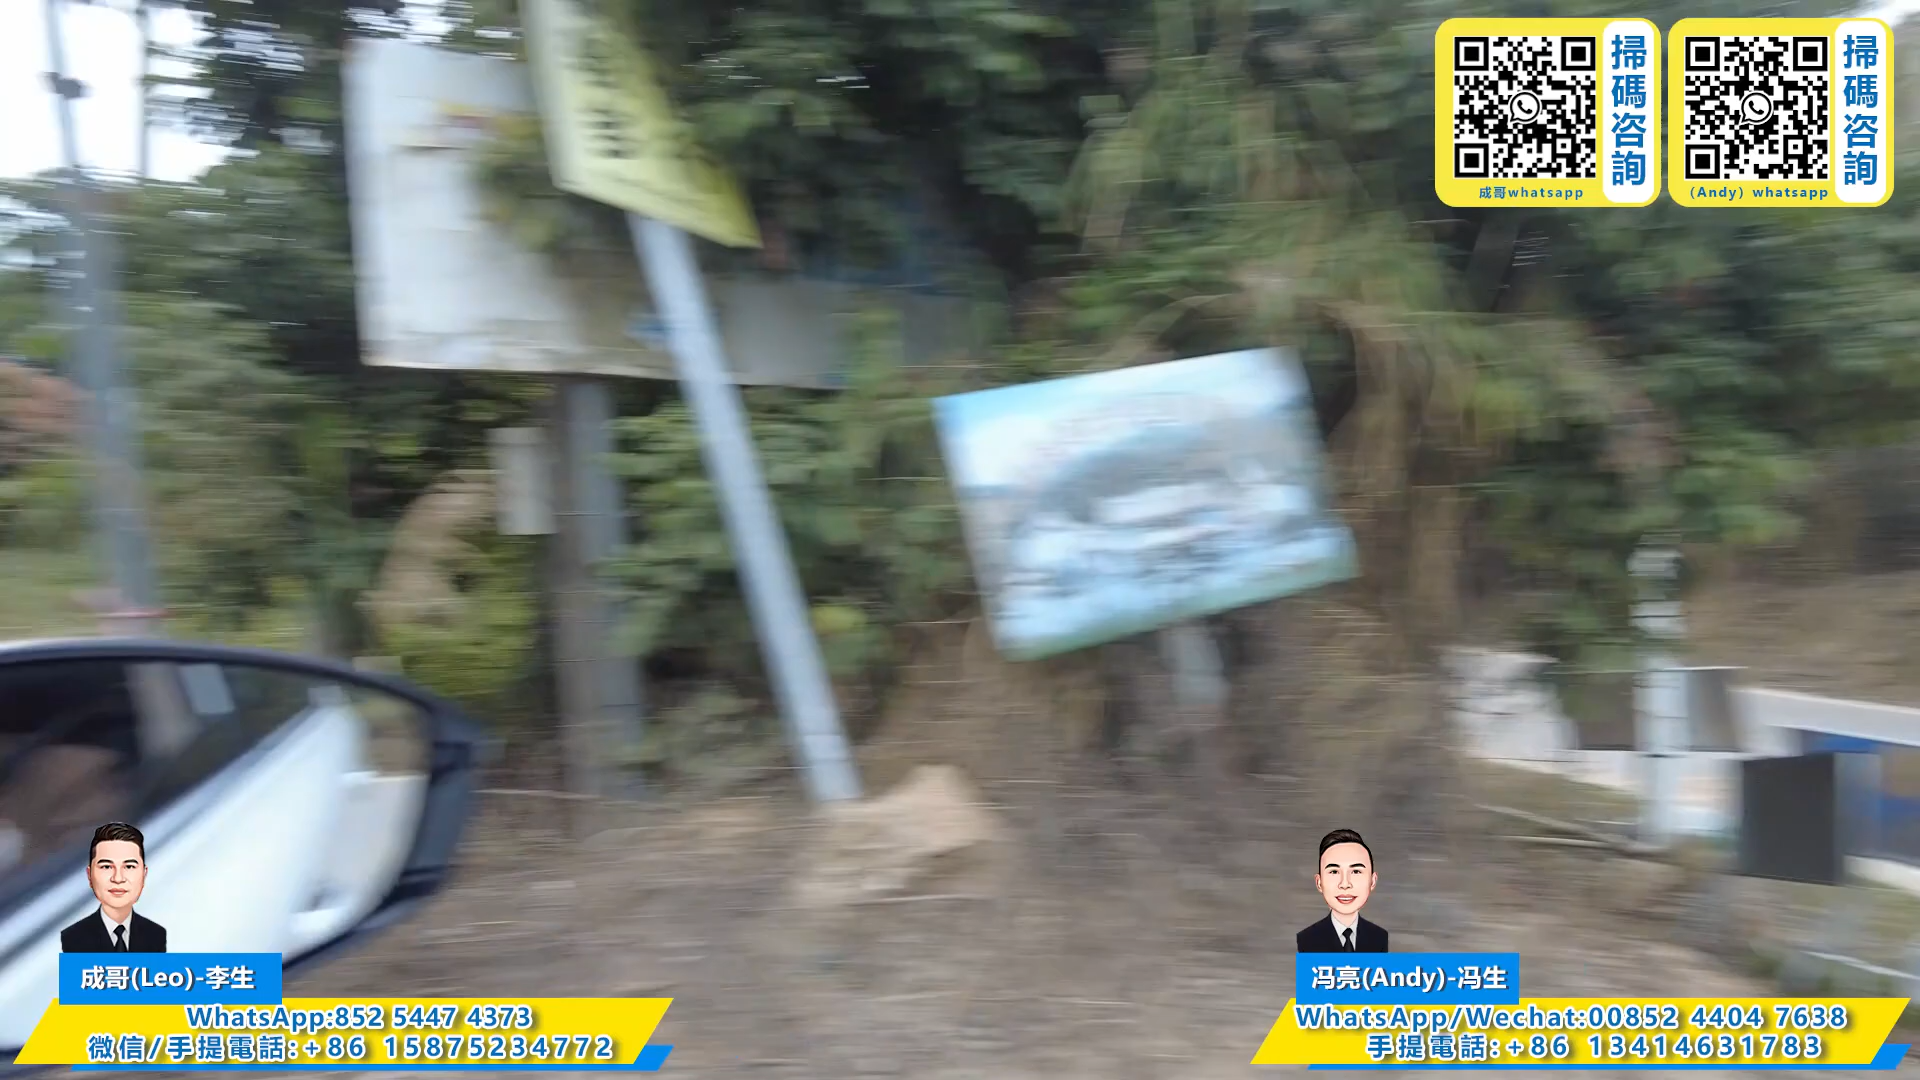 掃碼咨詢
成哥whatsapp
掃碼咨詢
(Andy) whatsapp
成哥(Leo)-李生
WhatsApp:852 5447 4373
微信/手提電話:+86 15875234772
冯亮(Andy)-冯生
WhatsApp/Wechat:00852 4404 7638
手提電話:+86 13414631783